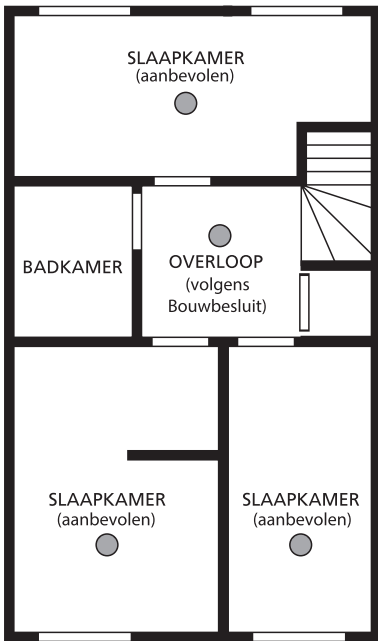 SLAAPKAMER
(aanbevolen)
BADKAMER
OVERLOOP
(volgens
Bouwbesluit)
SLAAPKAMER
(aanbevolen)
SLAAPKAMER
(aanbevolen)